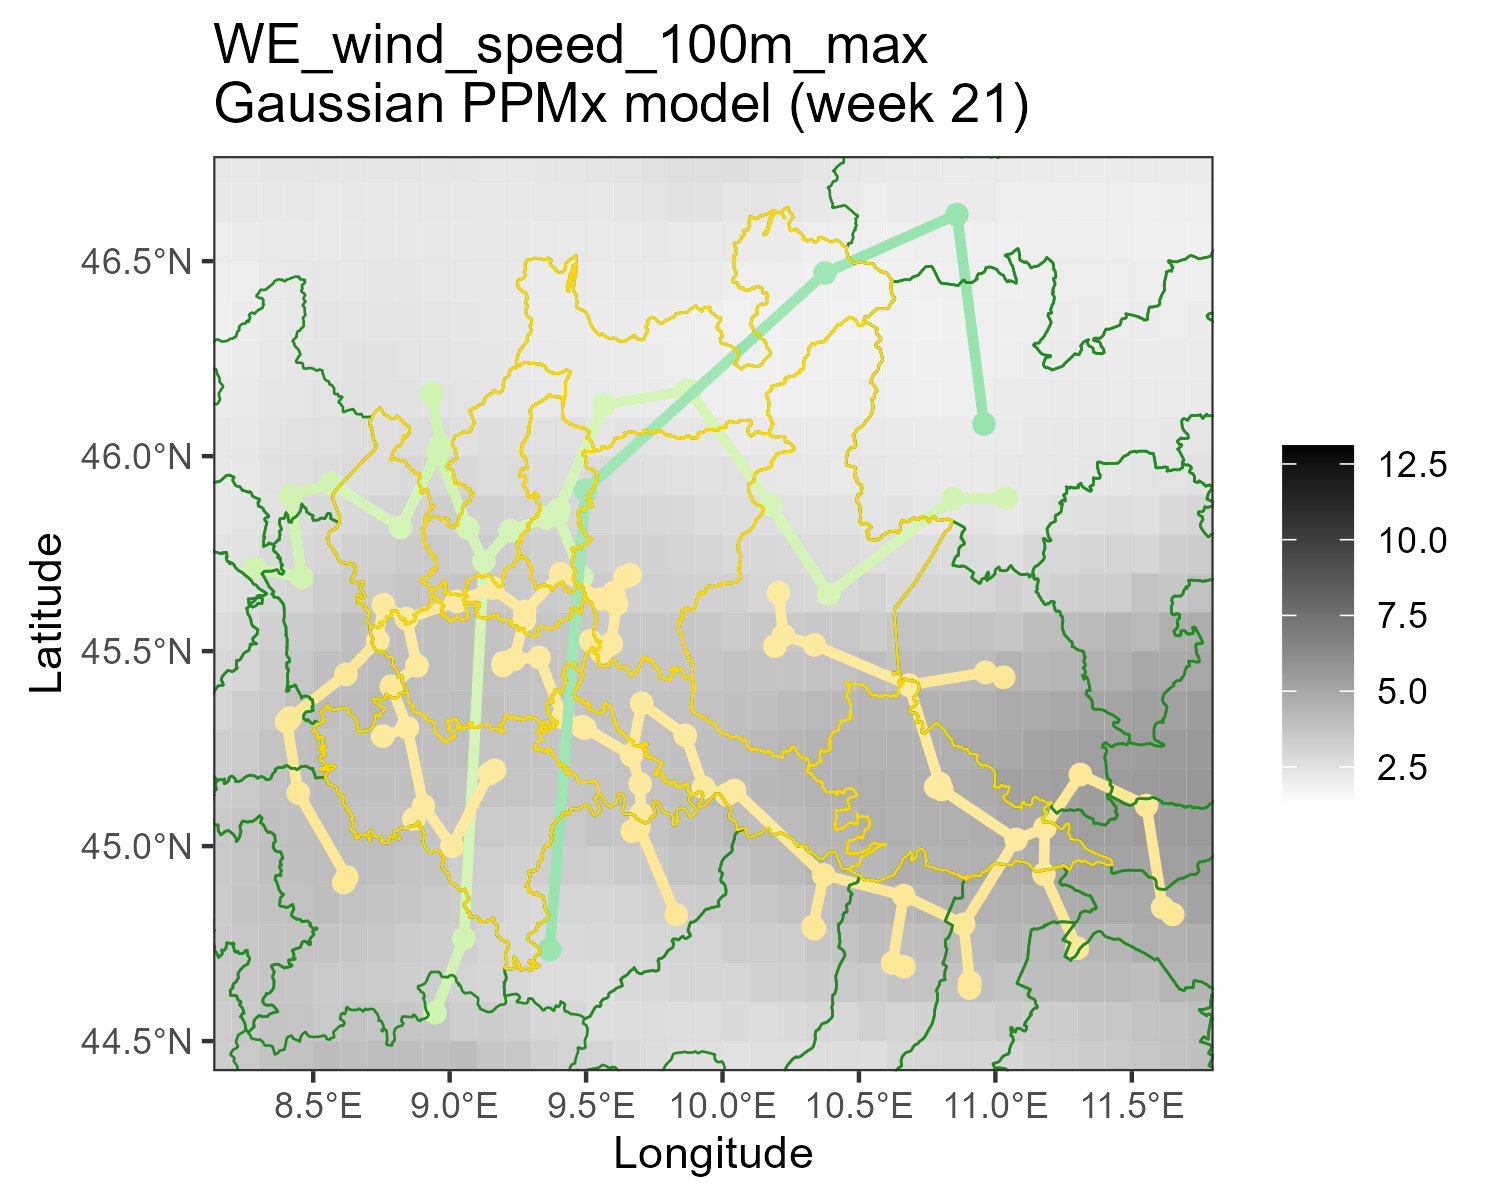 WE_wind_speed_100m_max
Gaussian PPMx model (week 21)
46.5°N
46.0°N
45.5°N
45.0°N
44.5°N
Latitude
8.5°E 9.0°E 9.5°E 10.0°E 10.5°E 11.0°E 11.5°E
Longitude
12.5
10.0
7.5
5.0
2.5